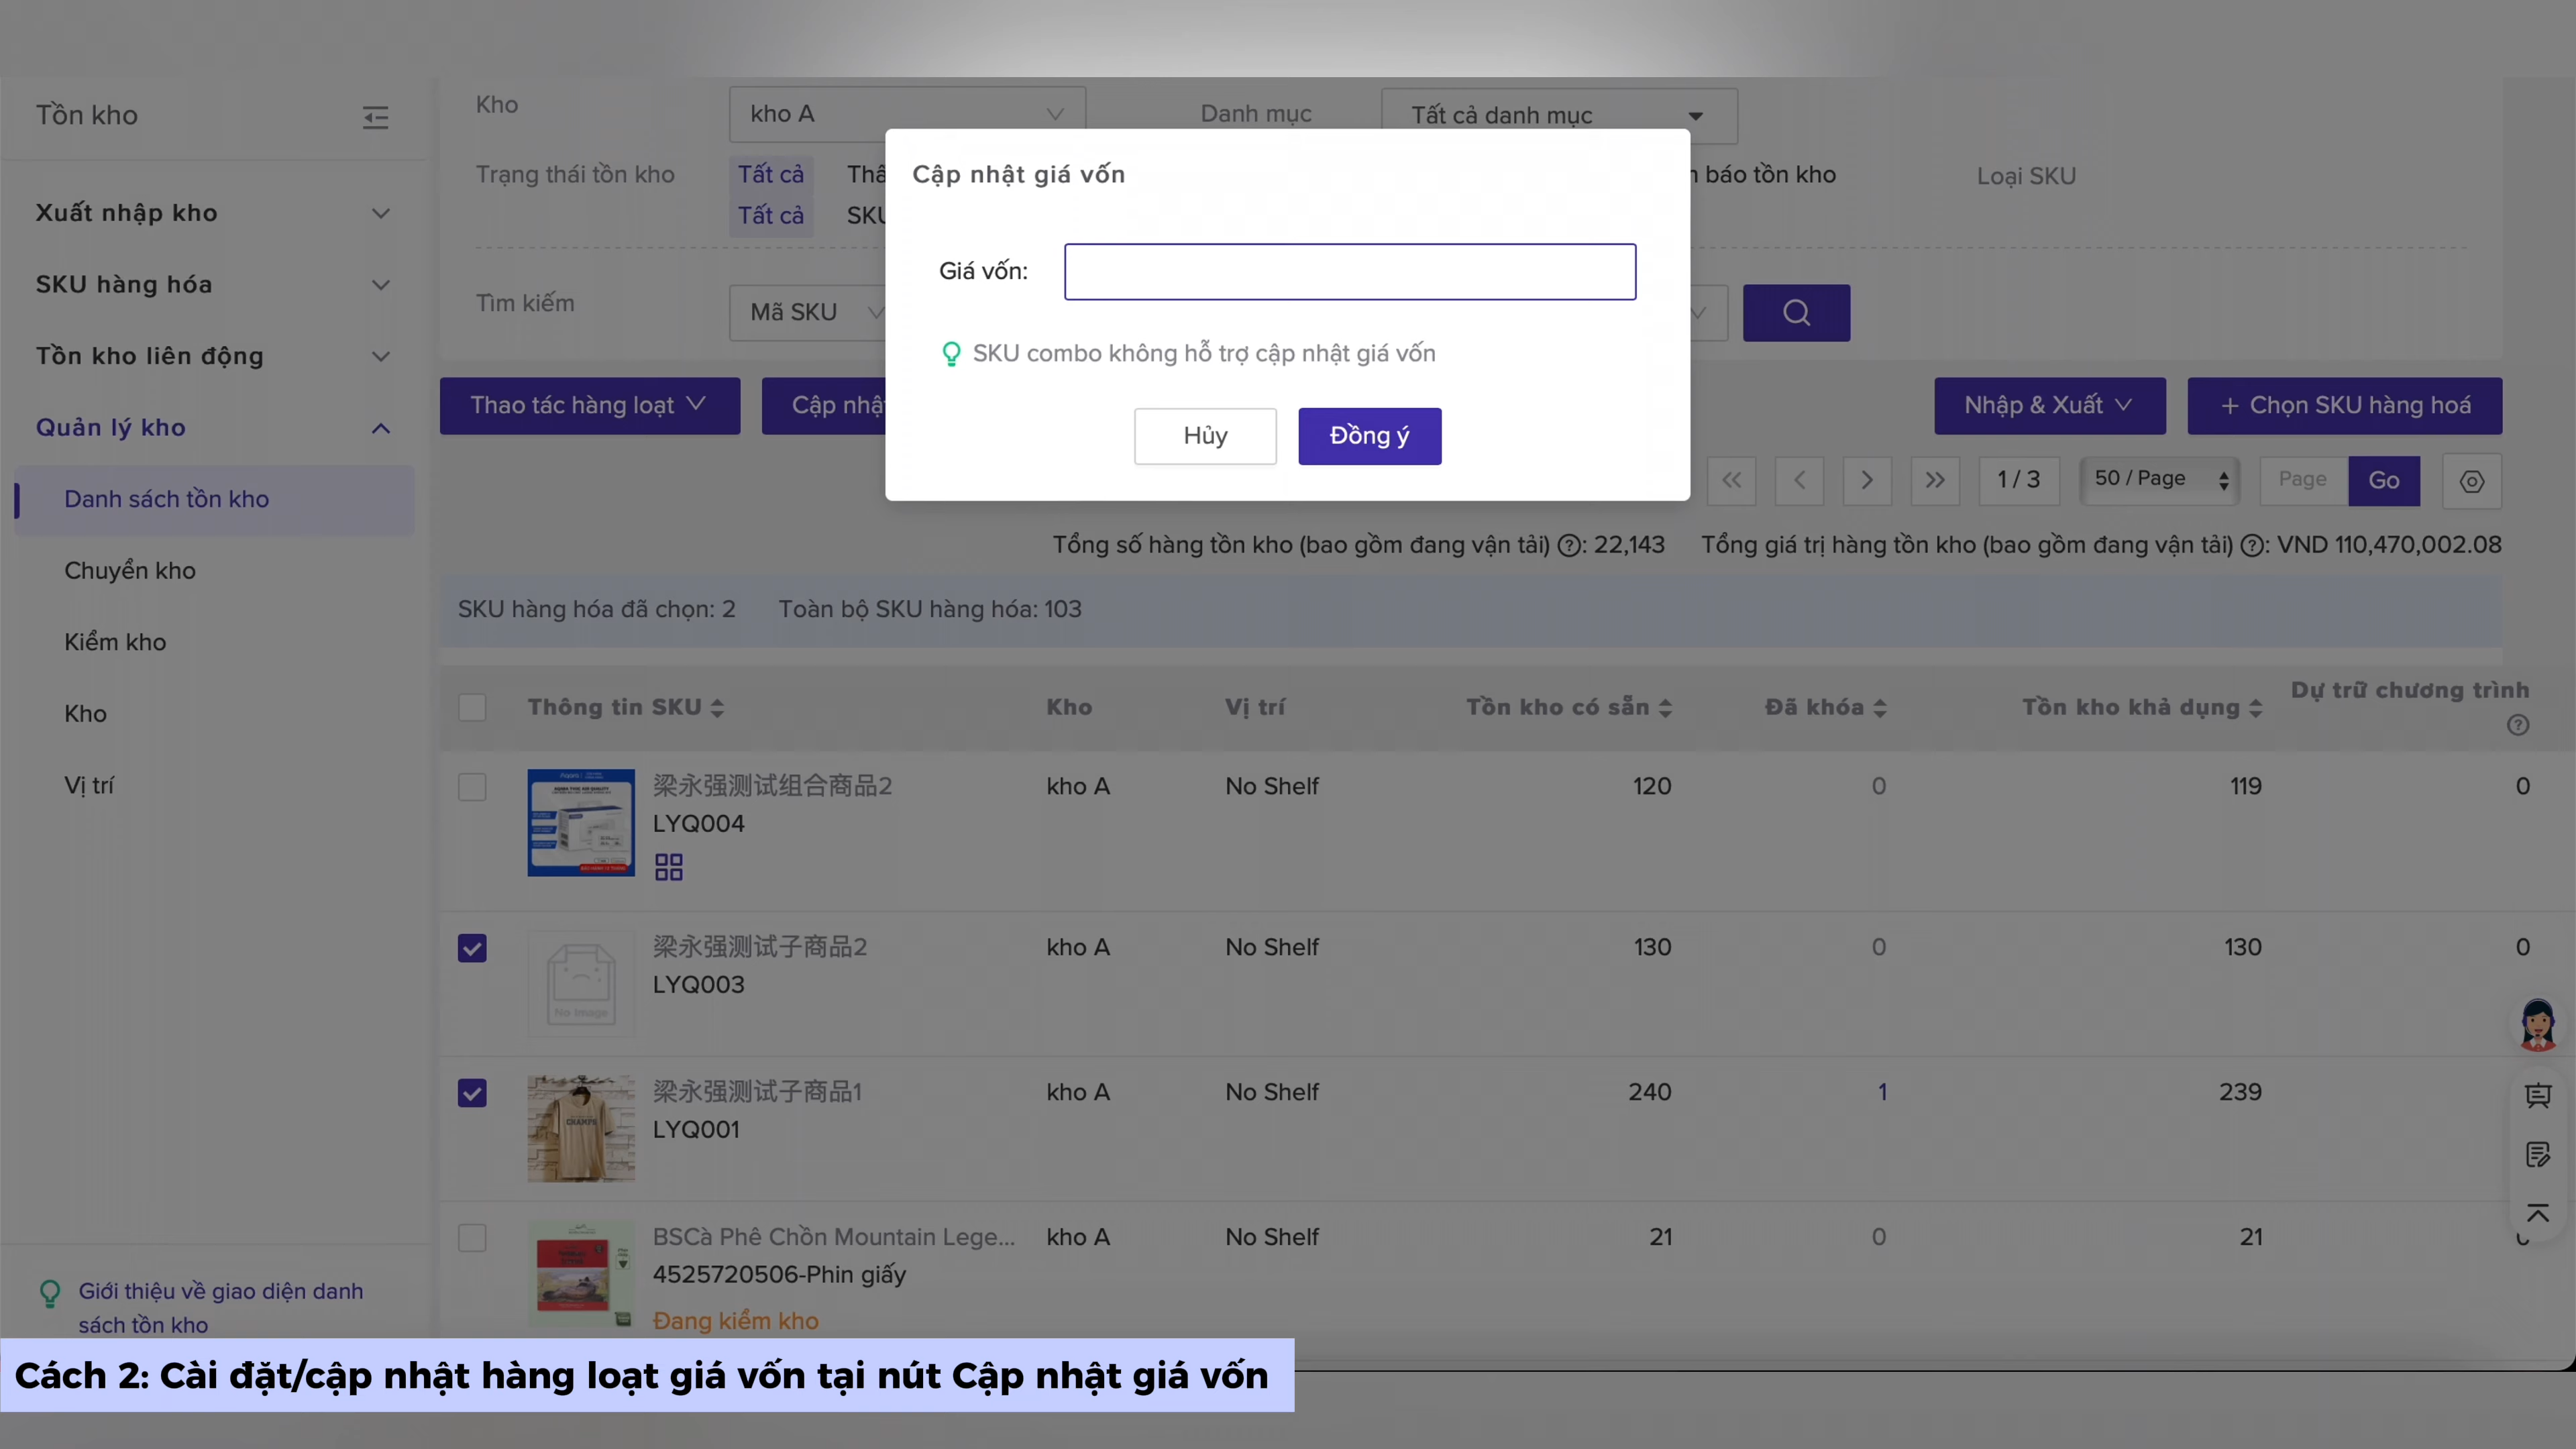 Tồn kho
Xuất nhập kho
SKU hàng hóa
Tồn kho liên động
Quản lý kho
Danh sách tồn kho
Chuyển kho
Kiểm kho
Kho
Vị trí
Giới thiệu về giao diện danh
sách tồn kho
Kho
kho A
Danh mục
Tất cả danh mục
Trạng thái tồn kho
Tất cả
báo tồn kho
Loại SKU
Tất cả
Tìm kiếm
Mã SKU
Cập nhật giá vốn
Giá vốn:
SKU combo không hỗ trợ cập nhật giá vốn
Hủy
Đồng ý
Thao tác hàng loạt
Nhập & Xuất
+ Chọn SKU hàng hoá
1 / 3
50 / Page
Page
Go
Tổng số hàng tồn kho (bao gồm đang vận tải) ?: 22,143
Tổng giá trị hàng tồn kho (bao gồm đang vận tải) ?: VND 110,470,002.08
SKU hàng hóa đã chọn: 2
Toàn bộ SKU hàng hóa: 103
Thông tin SKU
Kho
Vị trí
Tồn kho có sẵn
Đã khóa
Tồn kho khả dụng
Dự trữ chương trình
?
梁永强测试组合商品2
LYQ004
kho A
No Shelf
120
0
119
0
No Image
梁永强测试子商品2
LYQ003
kho A
No Shelf
130
0
130
0
CHAMPS
梁永强测试子商品1
LYQ001
kho A
No Shelf
240
1
239
BSCà Phê Chồn Mountain Lege...
4525720506-Phin giấy
Đang kiểm kho
kho A
No Shelf
21
0
21
Cách 2: Cài đặt/cập nhật hàng loạt giá vốn tại nút Cập nhật giá vốn